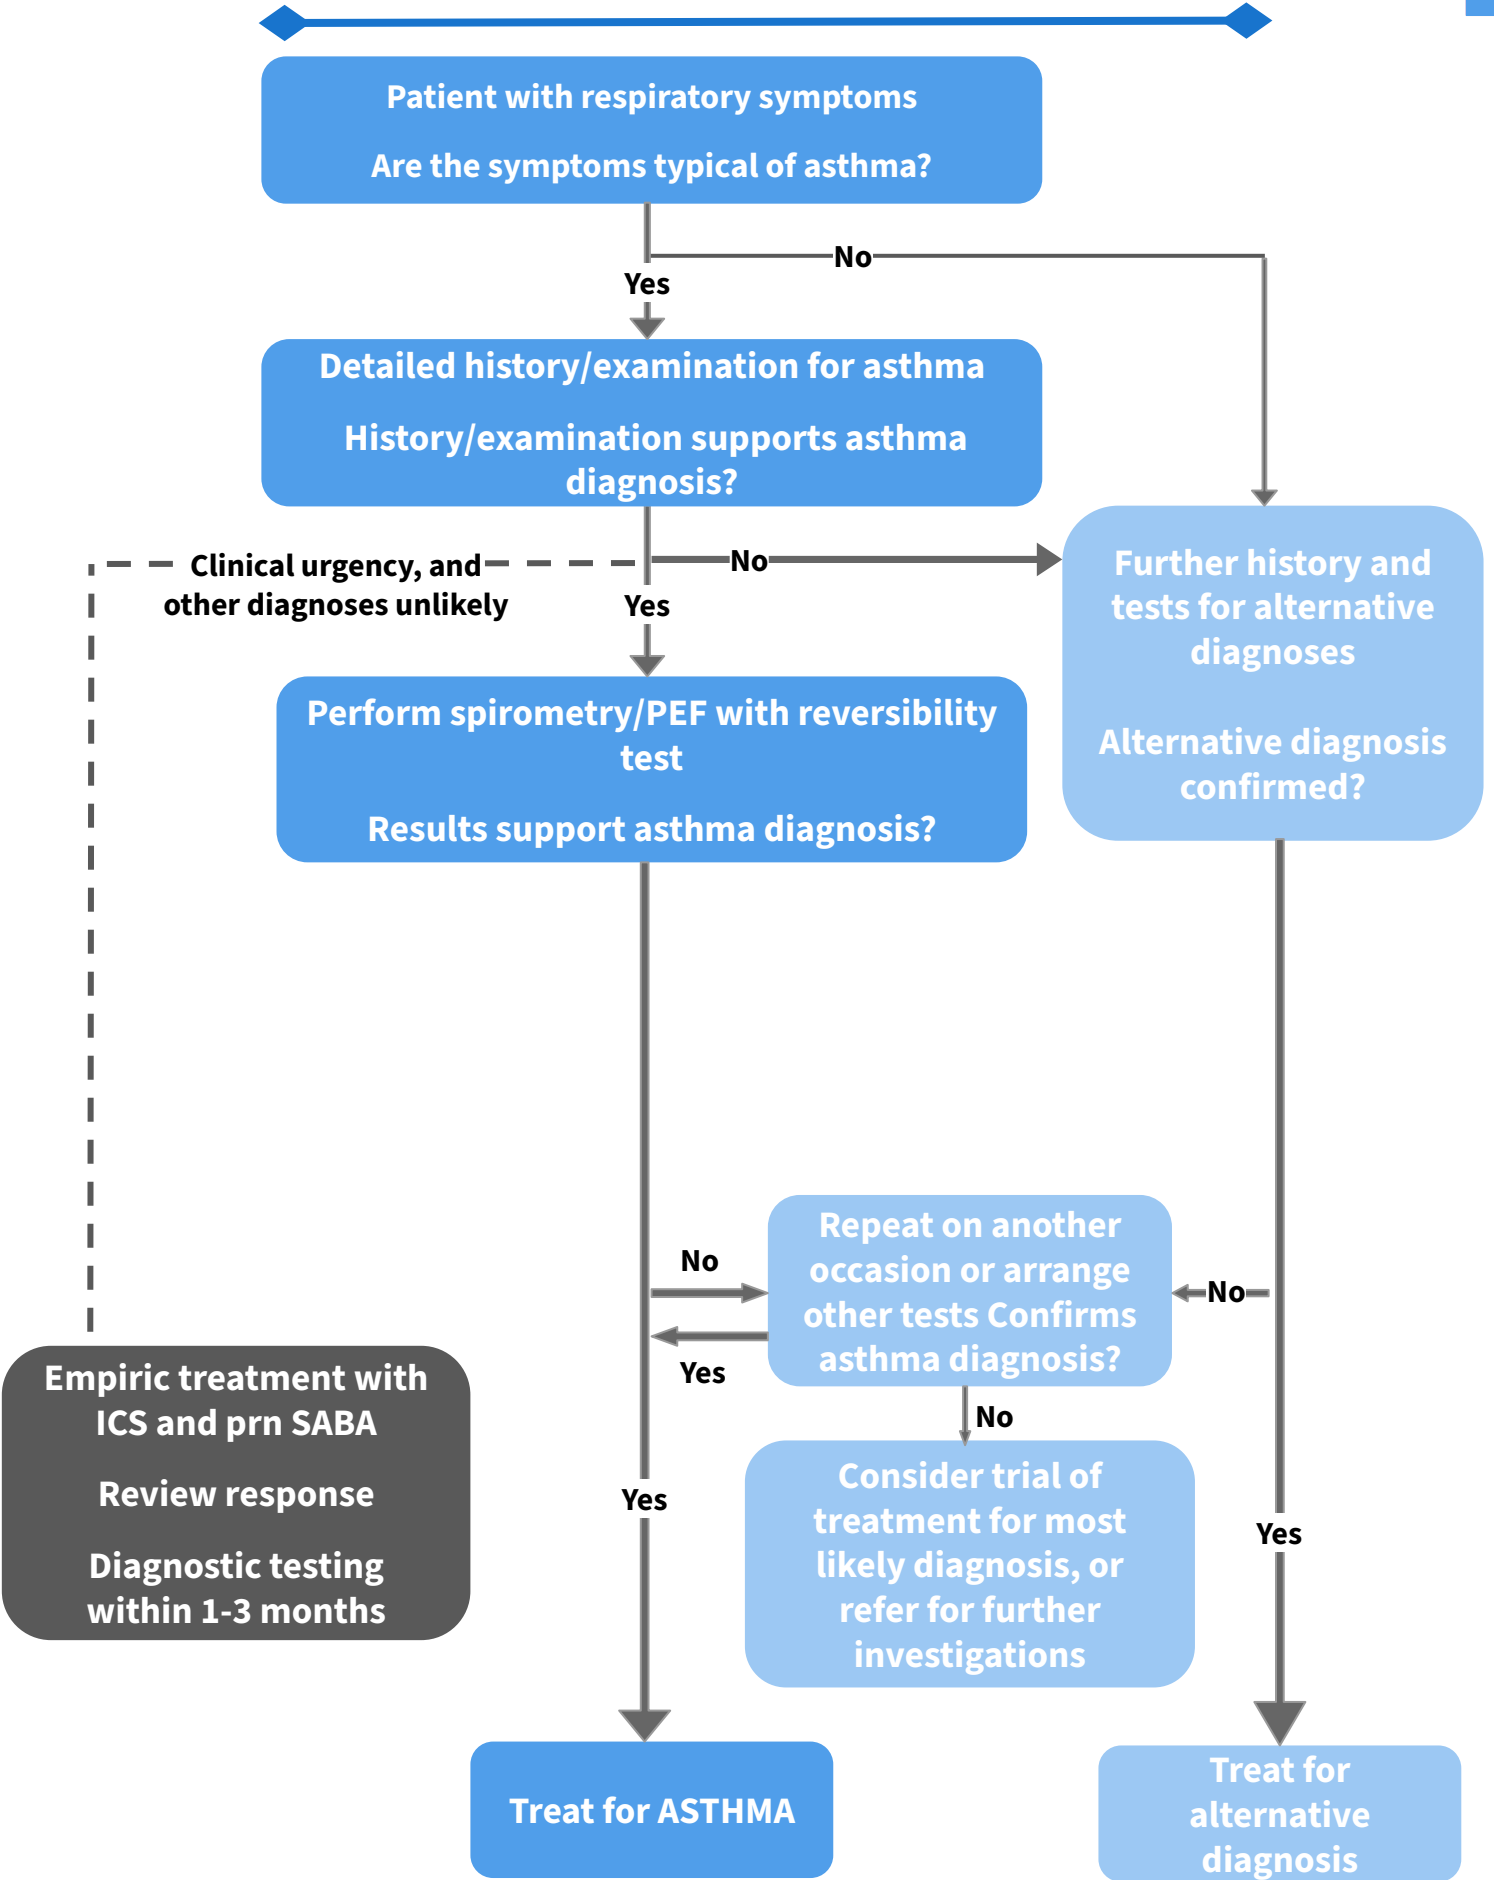 Patient with respiratory symptoms
Are the symptoms typical of asthma?
No
Yes
Detailed history/examination for asthma
History/examination supports asthma
diagnosis?
Clinical urgency, and
other diagnoses unlikely
No
Yes
Further history and
tests for alternative
diagnoses
Alternative diagnosis
confirmed?
Perform spirometry/PEF with reversibility
test
Results support asthma diagnosis?
Repeat on another
occasion or arrange
other tests Confirms
asthma diagnosis?
No
No
Yes
No
Empiric treatment with
ICS and prn SABA
Review response
Diagnostic testing
within 1-3 months
Consider trial of
treatment for most
likely diagnosis, or
refer for further
investigations
Yes
Yes
Treat for ASTHMA
Treat for
alternative
diagnosis